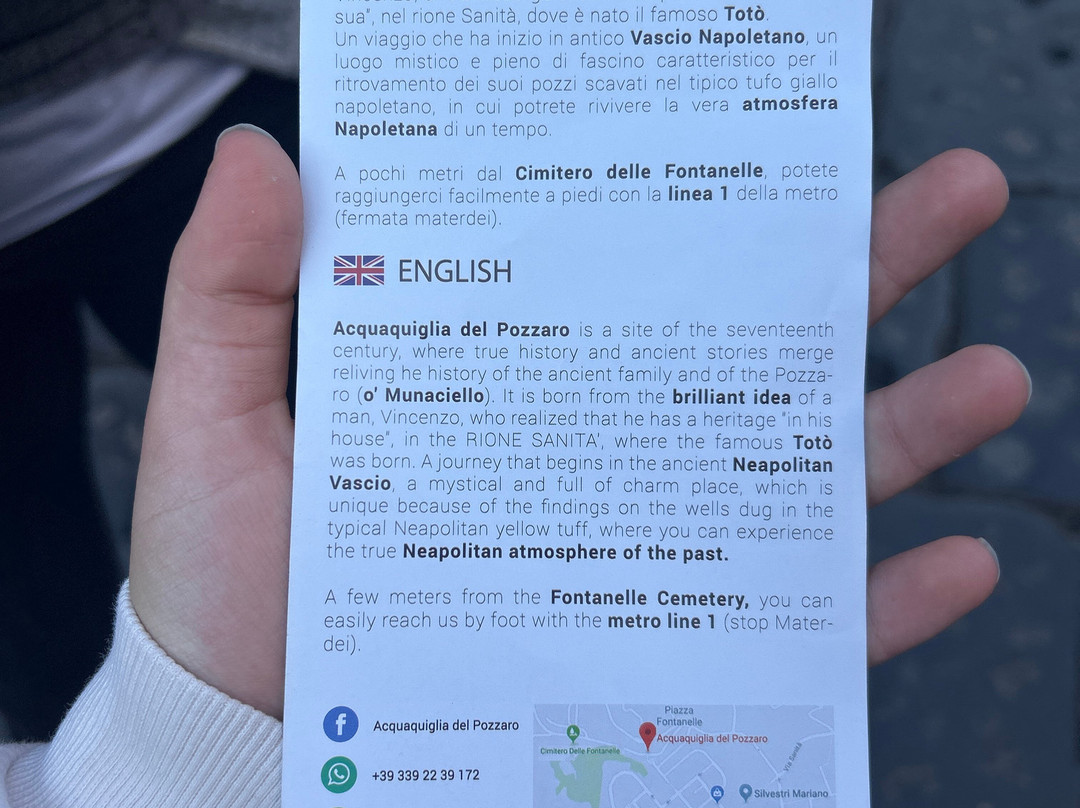 sua", nel rione Sanità, dove è nato il famoso Totò.
Un viaggio che ha inizio in antico Vascio Napoletano, un
luogo mistico e pieno di fascino caratteristico per il
ritrovamento dei suoi pozzi scavati nel tipico tufo giallo
napoletano, in cui potrete rivivere la vera atmosfera
Napoletana di un tempo.
A pochi metri dal Cimitero delle Fontanelle, potete
raggiungerci facilmente a piedi con la linea 1 della metro
(fermata materdei).
ENGLISH
Acquaquiglia del Pozzaro is a site of the seventeenth
century, where true history and ancient stories merge
reliving he history of the ancient family and of the Pozza-
ro (o' Munaciello). It is born from the brilliant idea of a
man, Vincenzo, who realized that he has a heritage "in his
house", in the RIONE SANITA', where the famous Totò
was born. A journey that begins in the ancient Neapolitan
Vascio, a mystical and full of charm place, which is
unique because of the findings on the wells dug in the
typical Neapolitan yellow tuff, where you can experience
the true Neapolitan atmosphere of the past.
A few meters from the Fontanelle Cemetery, you can
easily reach us by foot with the metro line 1 (stop Mater-
dei).
Acquaquiglia del Pozzaro
+39 339 22 39 172
Piazza
Fontanelle
Acquaquiglia del Pozzaro
Cimitero Delle Fontanelle
Via Sanità
Silvestri Mariano